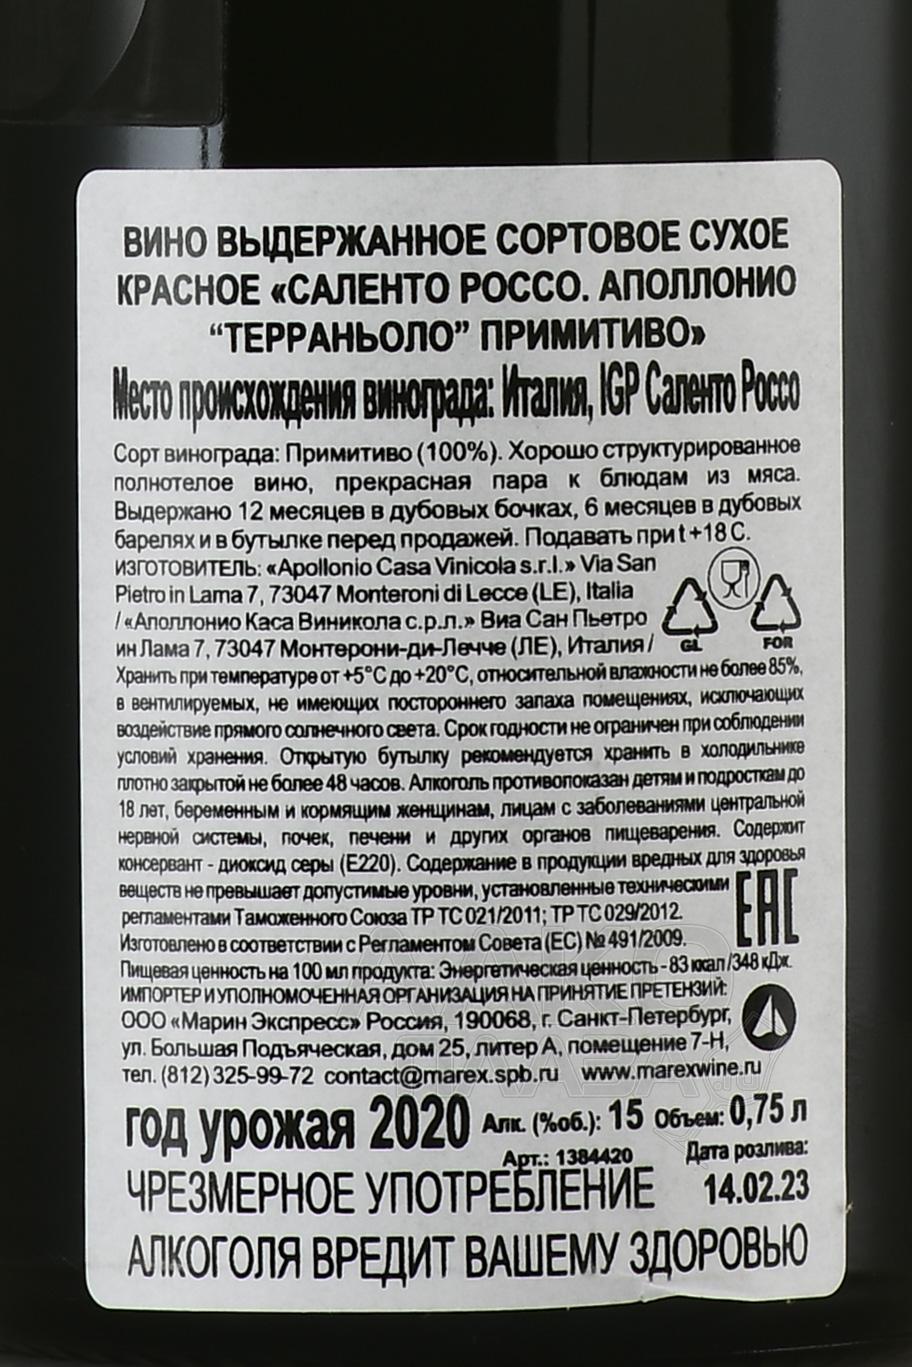 ВИНО ВЫДЕРЖАННОЕ СОРТОВОЕ СУХОЕ
КРАСНОЕ «САЛЕНТО РОССО. АПОЛЛОНИО
“ТЕРРАНЬОЛО” ПРИМИТИВО»
Место происхождения винограда: Италия, IGP Саленто Россо
Сорт винограда: Примитиво (100%). Хорошо структурированное
полнотелое вино, прекрасная пара к блюдам из мяса.
Выдержано 12 месяцев в дубовых бочках, 6 месяцев в дубовых
барелях и в бутылке перед продажей. Подавать при t +18 С.
ИЗГОТОВИТЕЛЬ: «Apollonio Casa Vinicola s.r.l.» Via San
Pietro in Lama 7, 73047 Monteroni di Lecce (LE), Italia
/ «Аполлонио Каса Виникола с.р.л.» Виа Сан Пьетро
ин Лама 7, 73047 Монтерони-ди-Лечче (ЛЕ), Италия /
GL FOR
Хранить при температуре от +5°С до +20°С, относительной влажности не более 85%,
в вентилируемых, не имеющих постороннего запаха помещениях, исключающих
воздействие прямого солнечного света. Срок годности не ограничен при соблюдении
условий хранения. Открытую бутылку рекомендуется хранить в холодильнике
плотно закрытой не более 48 часов. Алкоголь противопоказан детям и подросткам до
18 лет, беременным и кормящим женщинам, лицам с заболеваниями центральной
нервной системы, почек, печени и других органов пищеварения. Содержит
консервант - диоксид серы (Е220). Содержание в продукции вредных для здоровья
веществ не превышает допустимые уровни, установленные техническими
регламентами Таможенного Союза ТР ТС 021/2011; ТР ТС 029/2012.
EAC
Изготовлено в соответствии с Регламентом Совета (ЕС) № 491/2009.
Пищевая ценность на 100 мл продукта: Энергетическая ценность - 83 ккал /348 кДж.
ИМПОРТЕР И УПОЛНОМОЧЕННАЯ ОРГАНИЗАЦИЯ НА ПРИНЯТИЕ ПРЕТЕНЗИЙ:
ООО «Марин Экспресс» Россия, 190068, г. Санкт-Петербург,
ул. Большая Подъяческая, дом 25, литер А, помещение 7-Н,
тел. (812) 325-99-72 contact@marex.spb.ru www.marexwine.ru
год урожая 2020 Алк. (%об.): 15 Объем: 0,75 л
Арт.: 1384420 Дата розлива:
14.02.23
ЧРЕЗМЕРНОЕ УПОТРЕБЛЕНИЕ
АЛКОГОЛЯ ВРЕДИТ ВАШЕМУ ЗДОРОВЬЮ